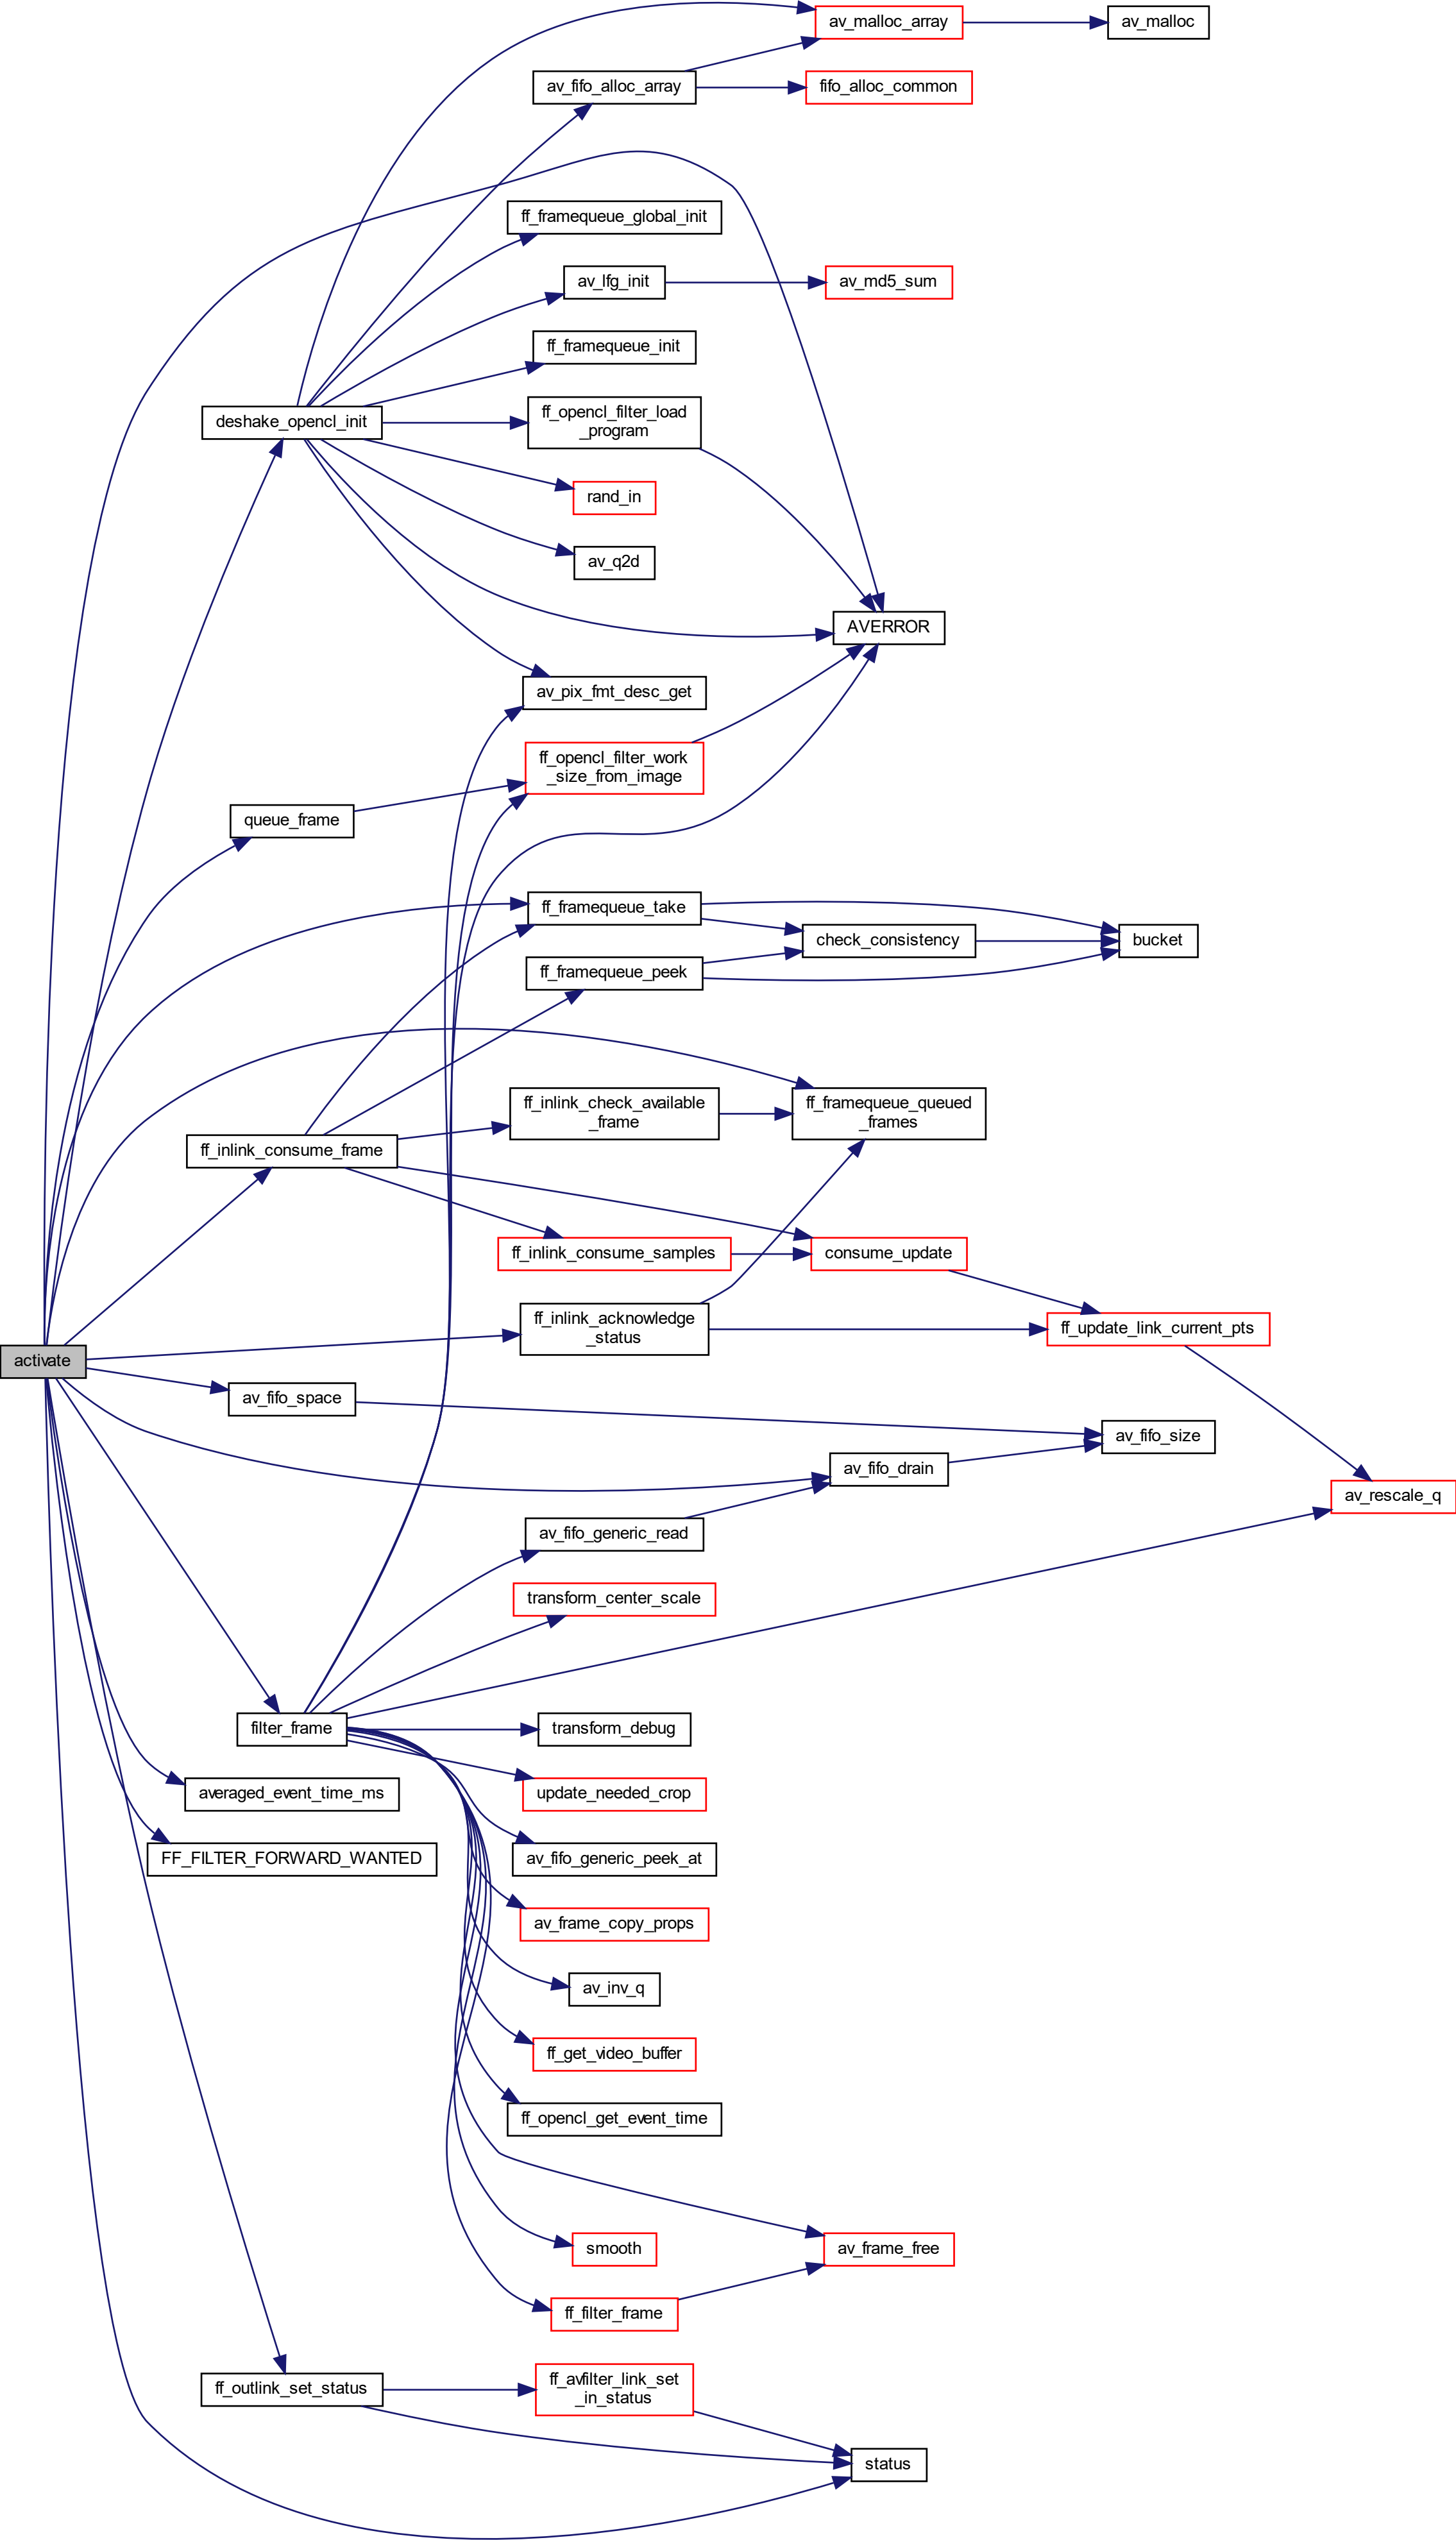 av_malloc_array
av_malloc
av_fifo_alloc_array
fifo_alloc_common
ff_framequeue_global_init
av_lfg_init
av_md5_sum
ff_framequeue_init
deshake_opencl_init
ff_opencl_filter_load
_program
rand_in
av_q2d
AVERROR
av_pix_fmt_desc_get
ff_opencl_filter_work
_size_from_image
queue_frame
ff_framequeue_take
check_consistency
bucket
ff_framequeue_peek
ff_inlink_check_available
_frame
ff_framequeue_queued
_frames
ff_inlink_consume_frame
ff_inlink_consume_samples
consume_update
ff_inlink_acknowledge
_status
ff_update_link_current_pts
activate
av_fifo_space
av_fifo_size
av_fifo_drain
av_rescale_q
av_fifo_generic_read
transform_center_scale
filter_frame
transform_debug
averaged_event_time_ms
update_needed_crop
FF_FILTER_FORWARD_WANTED
av_fifo_generic_peek_at
av_frame_copy_props
av_inv_q
ff_get_video_buffer
ff_opencl_get_event_time
smooth
av_frame_free
ff_filter_frame
ff_outlink_set_status
ff_avfilter_link_set
_in_status
status